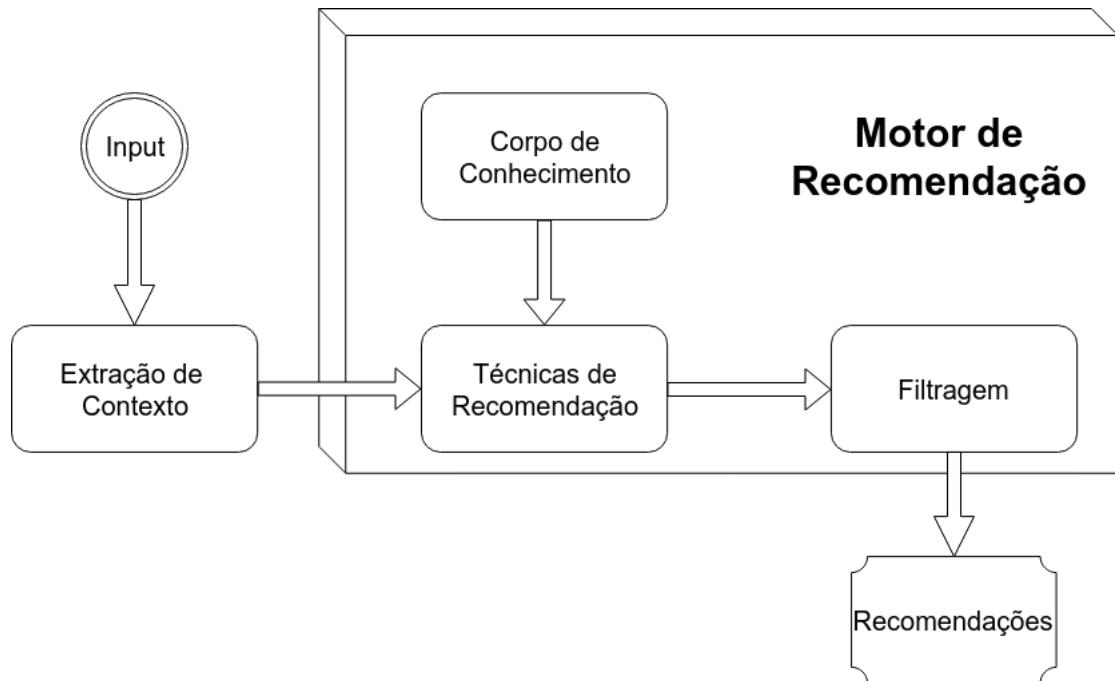 Input
Corpo de
Conhecimento
Motor de
Recomendação
Extração de
Contexto
Técnicas de
Recomendação
Filtragem
Recomendações